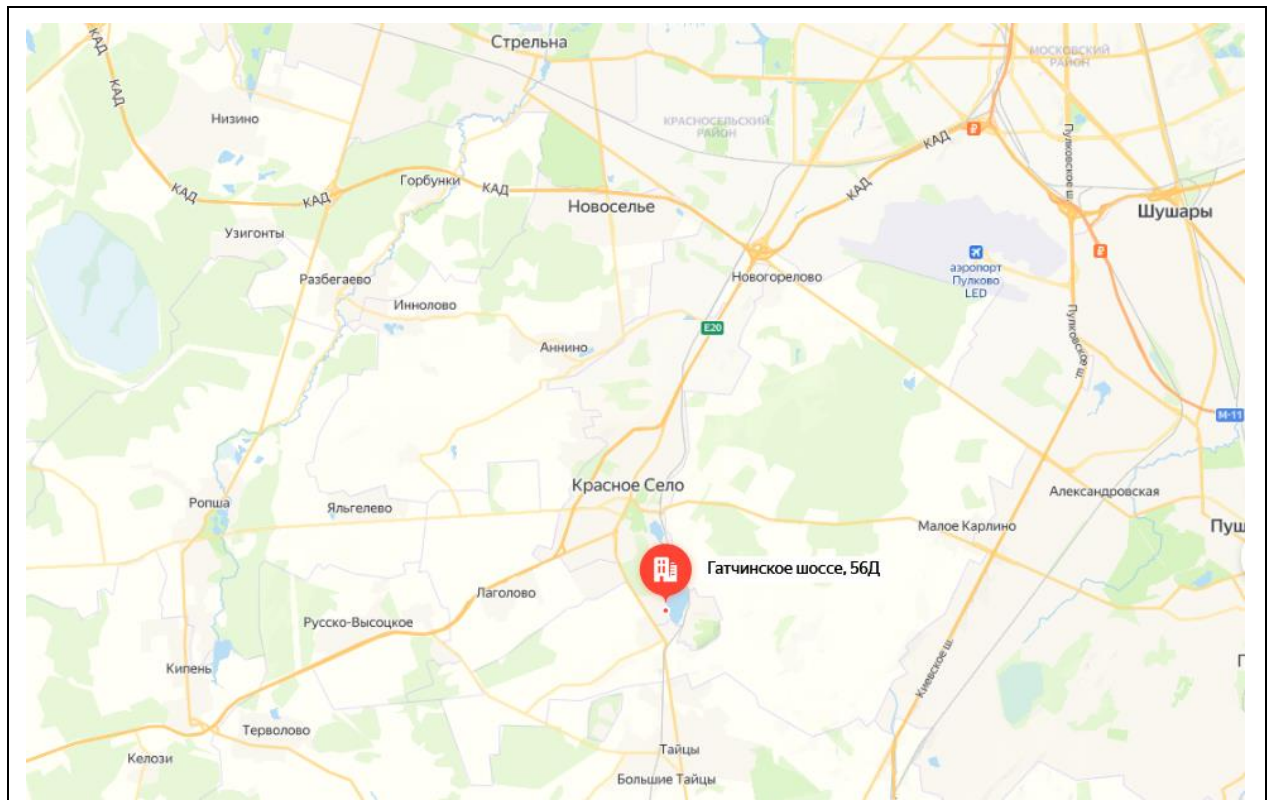 КАД
Стрельна
МОСКОВСКИЙ
РАЙОН
КАД
Низино
КРАСНОСЕЛЬСКИЙ
РАЙОН
КАД
Пулковское ш.
Горбунки
КАД
КАД
КАД
КАД
Новоселье
Шушары
Узигонты
аэропорт
Пулково
LED
Разбегаево
Новогорелово
Иннолово
E20
Пулковское ш.
Аннино
М-11
Красное Село
Александровская
Ропша
Яльгелево
Малое Карлино
Пуш
Гатчинское шоссе, 56Д
Лаголово
Русско-Высоцкое
Кипень
Киевское ш.
Г
Терволово
Тайцы
Келози
Большие Тайцы